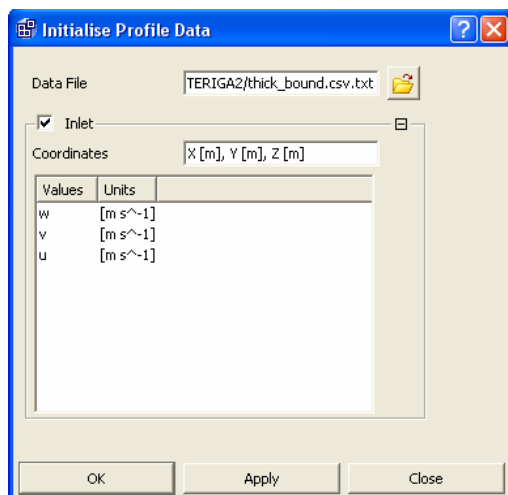 Initialise Profile Data
Data File TERIGA2/thick_bound.csv.txt
Inlet
Coordinates X [m], Y [m], Z [m]
Values Units
w [m s^-1]
v [m s^-1]
u [m s^-1]
OK Apply Close